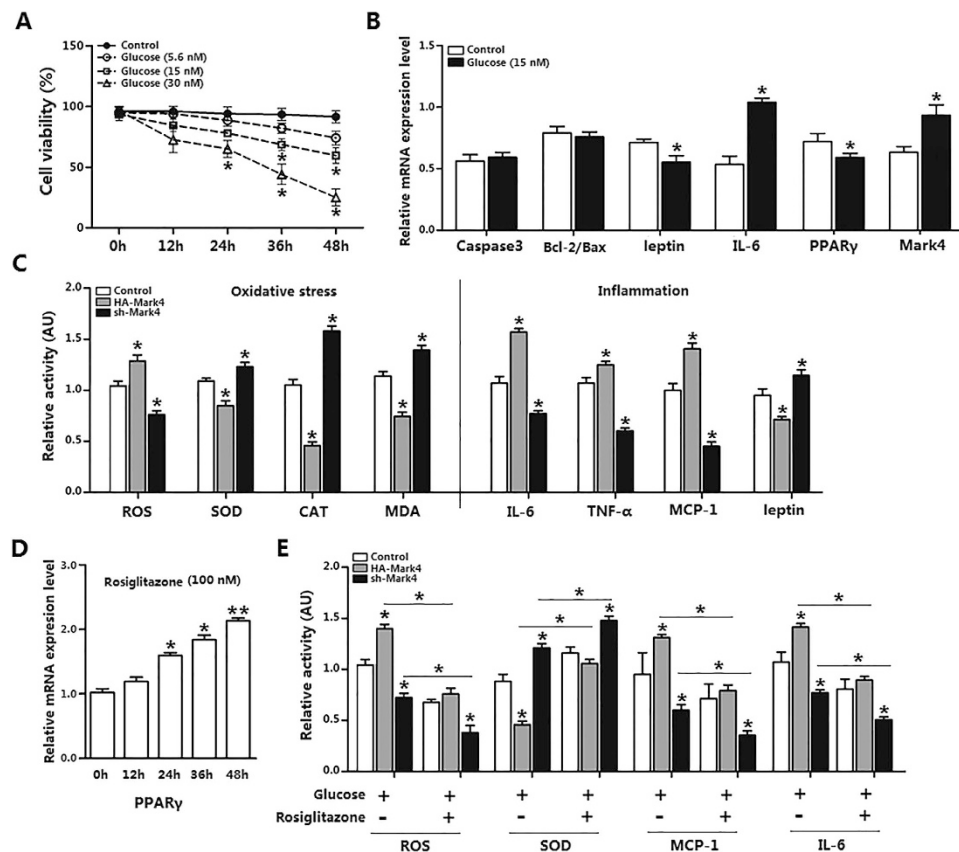 A
Control
Glucose (5.6 nM)
Glucose (15 nM)
Glucose (30 nM)
Cell viability (%)
150
100
50
0
* * * * *
0h 12h 24h 36h 48h
B
Control
Glucose (15 nM)
Relative mRNA expression level
1.5
1.0
0.5
0.0
* * * *
Caspase3 Bcl-2/Bax leptin IL-6 PPARγ Mark4
C
Control
HA-Mark4
sh-Mark4
Oxidative stress
Inflammation
Relative activity (AU)
2.0
1.5
1.0
0.5
0.0
* * * * * * * * * * * * * * * *
ROS SOD CAT MDA IL-6 TNF-α MCP-1 leptin
D
Rosiglitazone (100 nM)
Relative mRNA expresion level
3.0
2.0
1.0
0.0
* * **
0h 12h 24h 36h 48h
PPARγ
E
Control
HA-Mark4
sh-Mark4
Relative activity (AU)
2.0
1.5
1.0
0.5
0.0
* * * * * * * * * * * * * * * * * * * *
Glucose + + + + + + + +
Rosiglitazone - + - + - + - +
ROS SOD MCP-1 IL-6